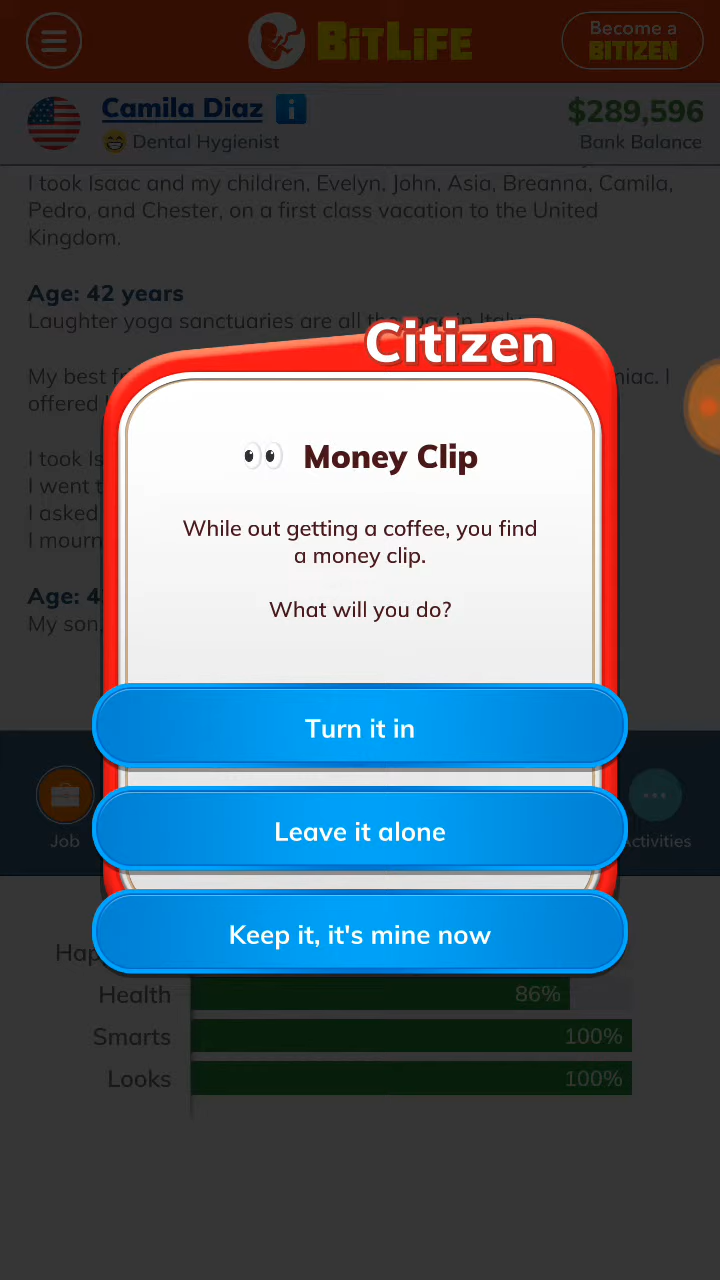 Become a
BitLife
BITIZEN
Camila Diaz
$289,596
Dental Hygienist
Bank Balance
I took Isaac and my children, Evelyn, John, Asia, Breanna, Camila,
Pedro, and Chester, on a first class vacation to the United
Kingdom.
Age: 42 years
Laughter yoga sanctuaries are all the
in
Citizen
My best
I
offered
👀 Money Clip
I took
I went
While out getting a coffee, you find
I asked
a money clip.
I mourn
Age:
What will you do?
My son,
Turn it in
Job
Leave it alone
Activities
Keep it, it's mine now
Health
86%
Smarts
100%
Looks
100%